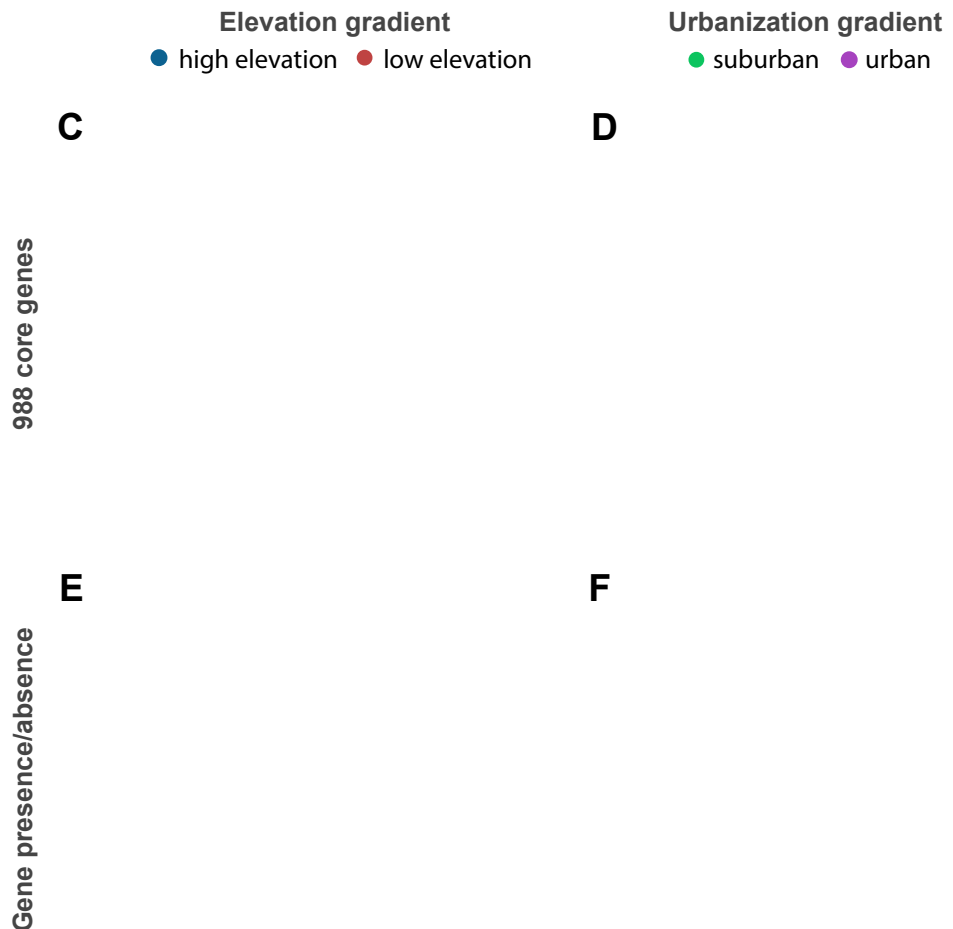 Elevation gradient
Urbanization gradient
high elevation low elevation
suburban urban
C
D
988 core genes
E
F
Gene presence/absence